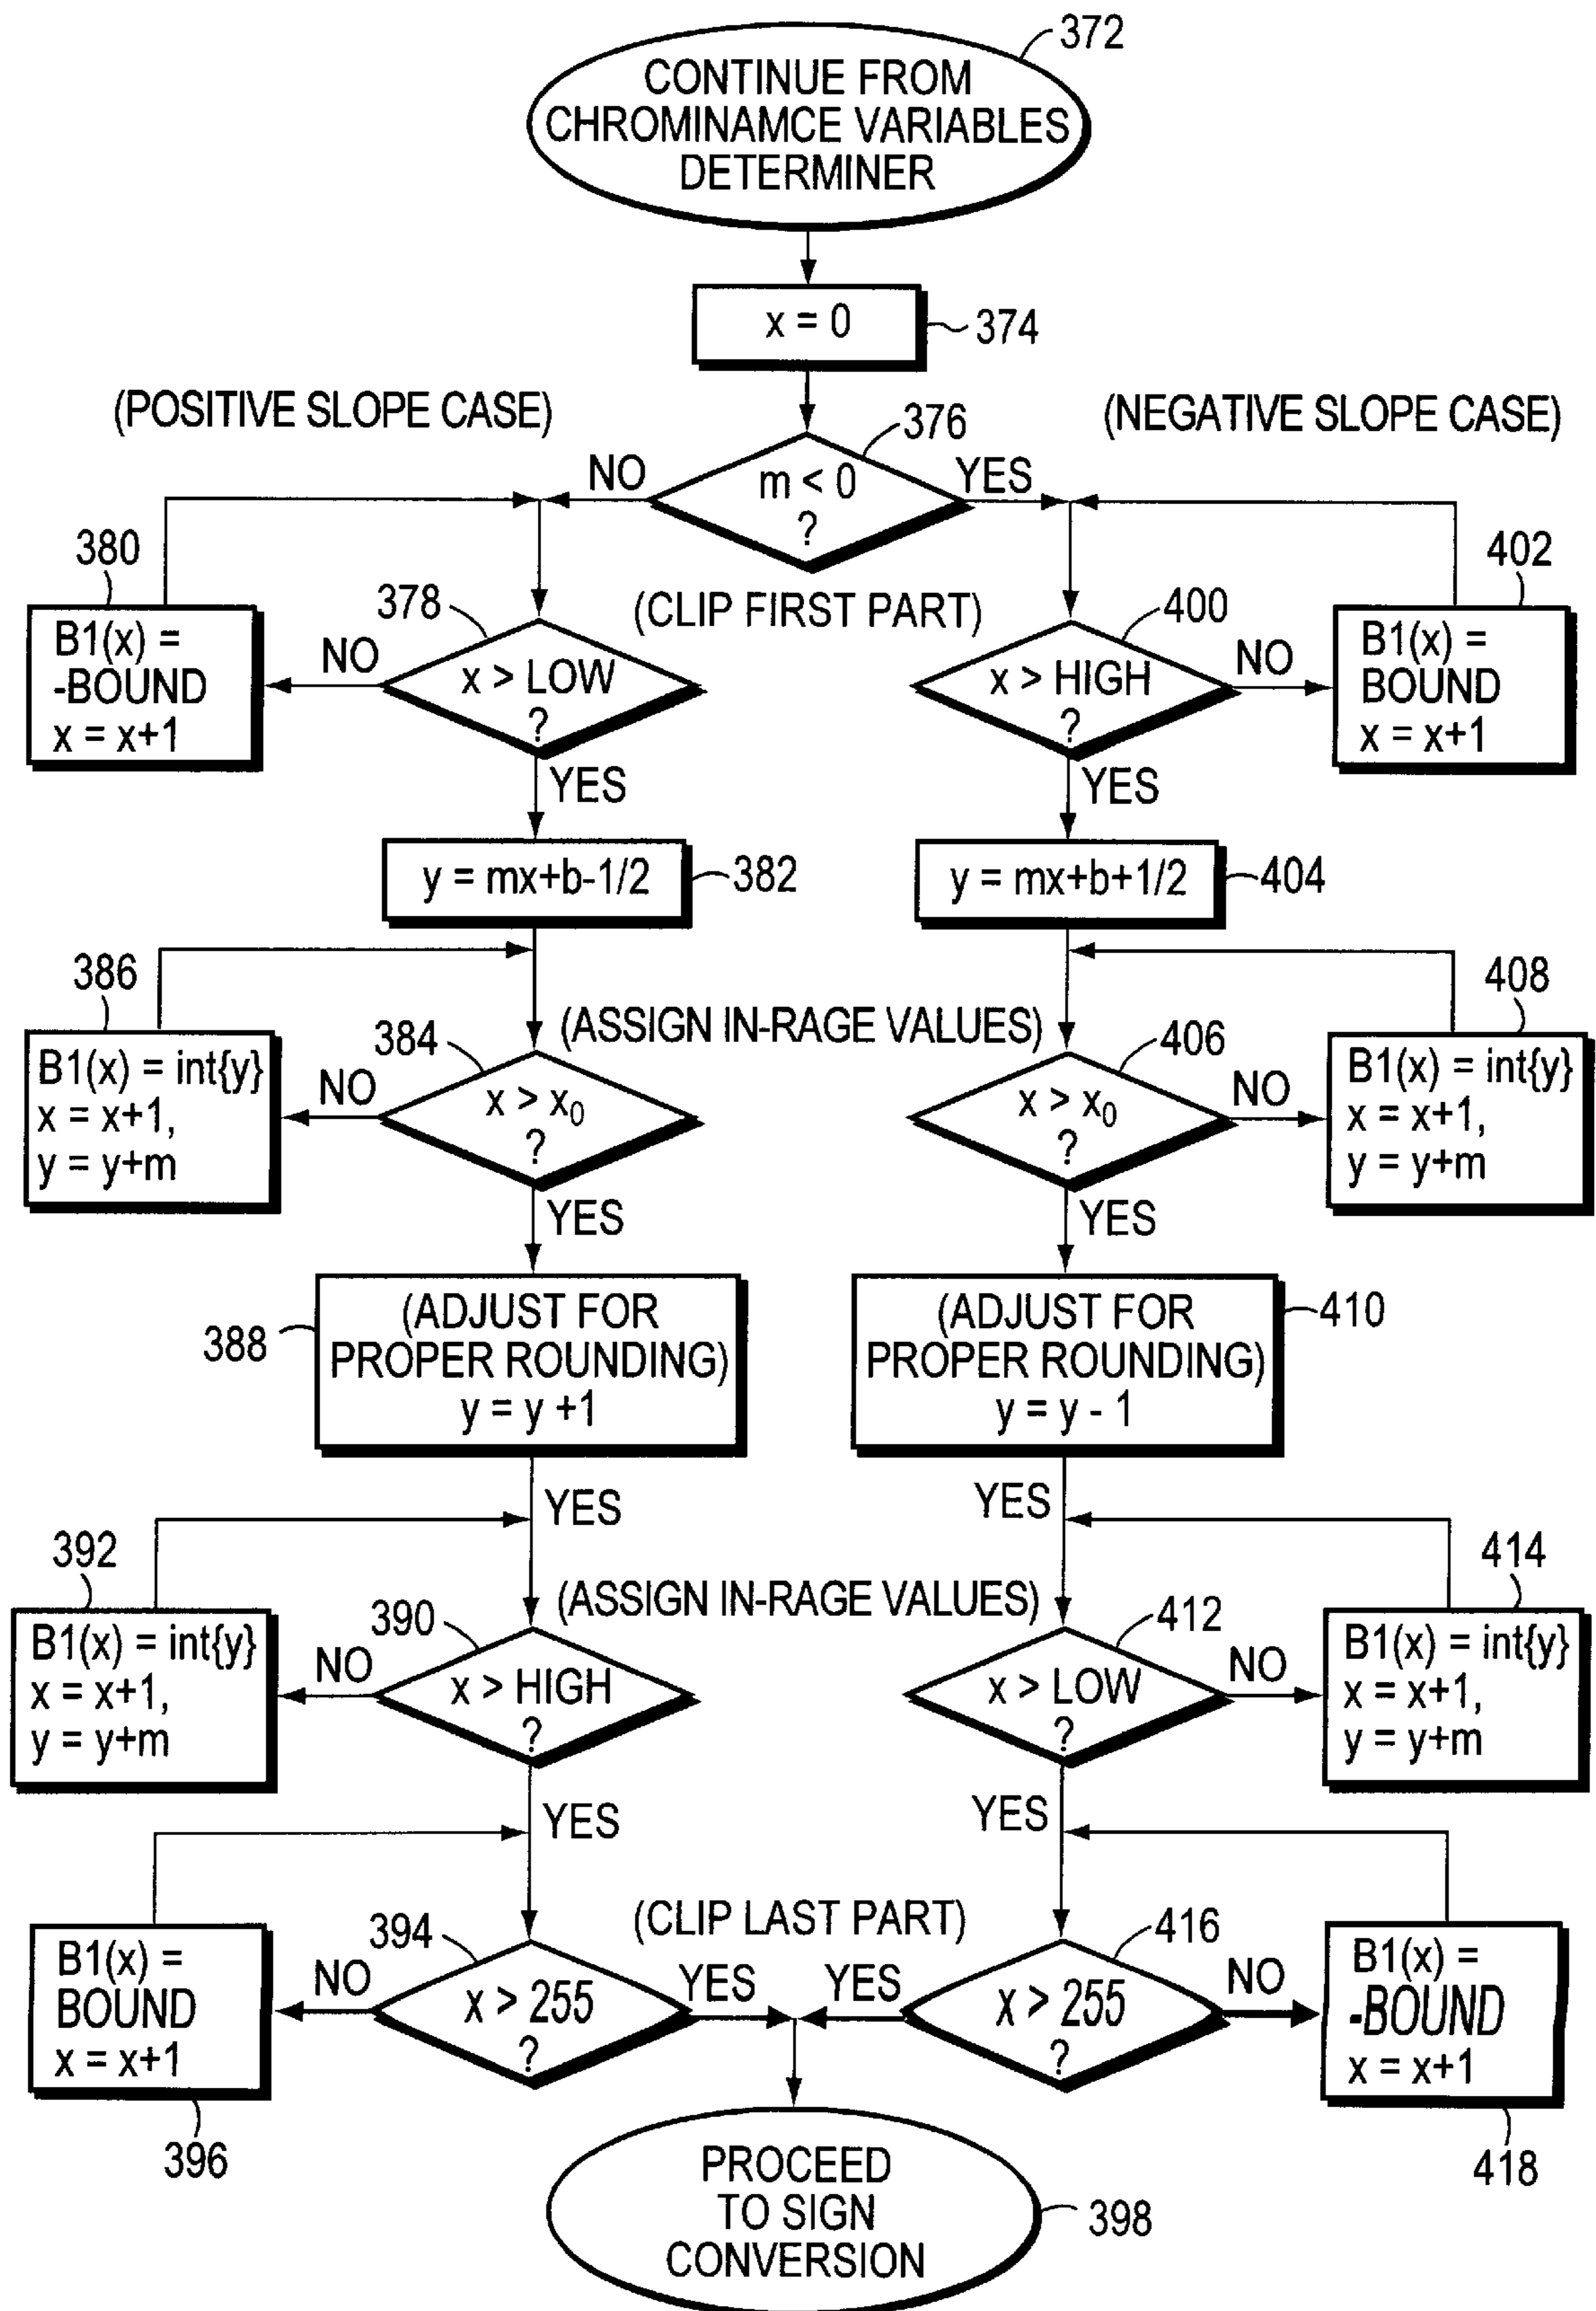 372
CONTINUE FROM
CHROMINAMCE VARIABLES
DETERMINER
x = 0
374
(POSITIVE SLOPE CASE)
(NEGATIVE SLOPE CASE)
376
NO
m < 0
?
YES
380
B1(x) =
-BOUND
x = x+1
NO
378
x > LOW
?
(CLIP FIRST PART)
400
x > HIGH
?
NO
402
B1(x) =
BOUND
x = x+1
YES
YES
y = mx+b-1/2
382
y = mx+b+1/2
404
386
B1(x) = int{y}
x = x+1,
y = y+m
NO
384
x > x₀
?
(ASSIGN IN-RAGE VALUES)
406
x > x₀
?
NO
408
B1(x) = int{y}
x = x+1,
y = y+m
YES
YES
388
(ADJUST FOR
PROPER ROUNDING)
y = y +1
(ADJUST FOR
PROPER ROUNDING)
y = y - 1
410
YES
YES
392
B1(x) = int{y}
x = x+1,
y = y+m
NO
390
x > HIGH
?
(ASSIGN IN-RAGE VALUES)
412
x > LOW
?
NO
414
B1(x) = int{y}
x = x+1,
y = y+m
YES
YES
B1(x) =
BOUND
x = x+1
396
NO
394
x > 255
?
YES
(CLIP LAST PART)
YES
416
x > 255
?
NO
B1(x) =
-BOUND
x = x+1
418
PROCEED
TO SIGN
CONVERSION
398